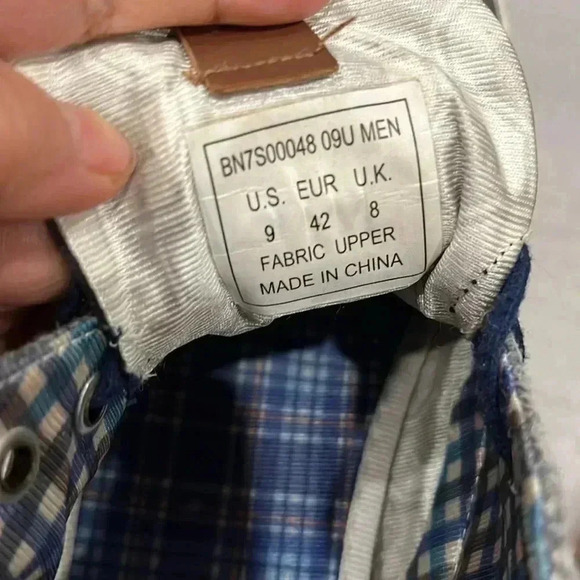 BN7S00048 09U MEN
U.S. EUR U.K.
9 42 8
FABRIC UPPER
MADE IN CHINA